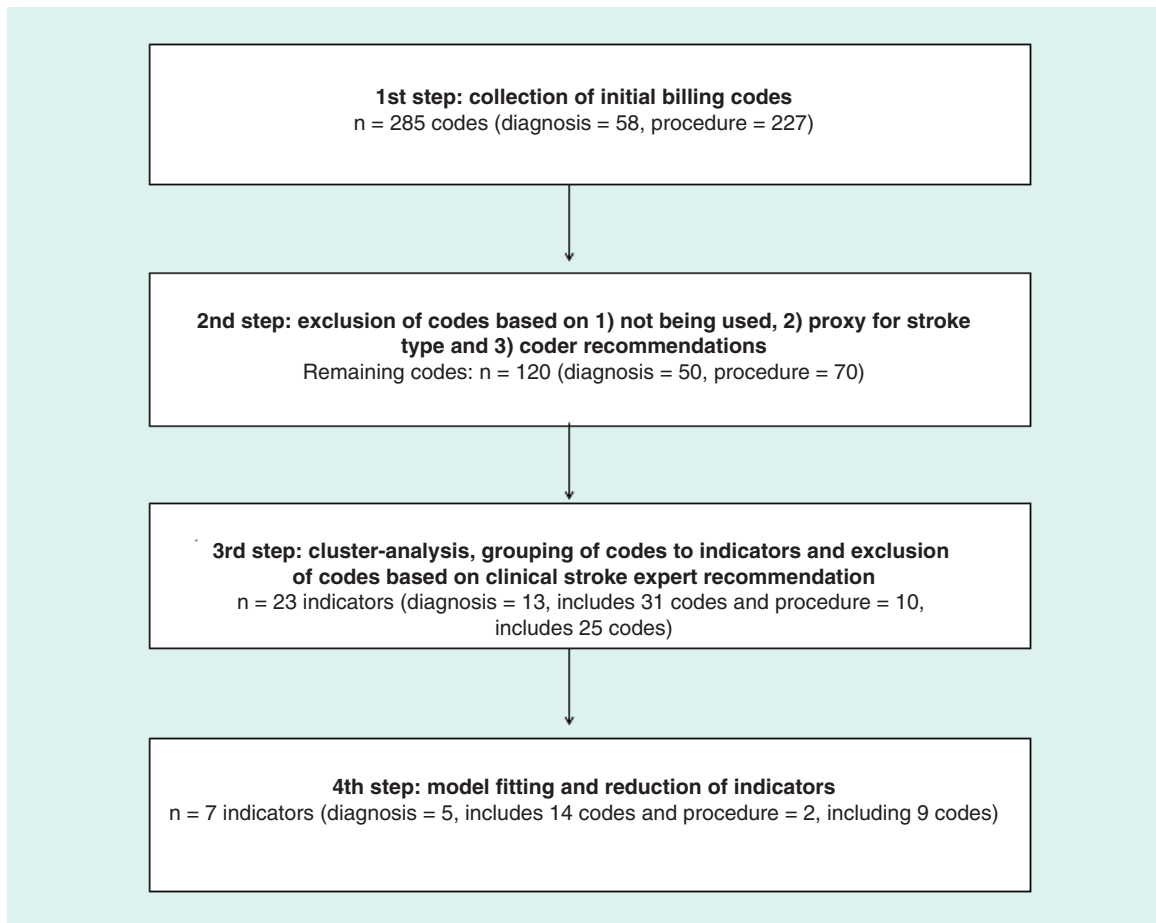 1st step: collection of initial billing codes
n = 285 codes (diagnosis = 58, procedure = 227)
2nd step: exclusion of codes based on 1) not being used, 2) proxy for stroke
type and 3) coder recommendations
Remaining codes: n = 120 (diagnosis = 50, procedure = 70)
3rd step: cluster-analysis, grouping of codes to indicators and exclusion
of codes based on clinical stroke expert recommendation
n = 23 indicators (diagnosis = 13, includes 31 codes and procedure = 10,
includes 25 codes)
4th step: model fitting and reduction of indicators
n = 7 indicators (diagnosis = 5, includes 14 codes and procedure = 2, including 9 codes)